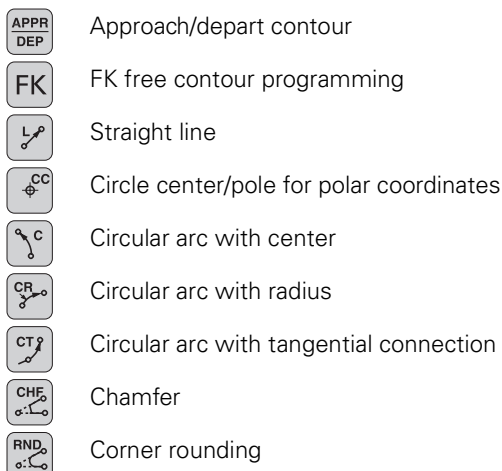 APPR
DEP Approach/depart contour
FK FK free contour programming
L Straight line
CC Circle center/pole for polar coordinates
C Circular arc with center
CR Circular arc with radius
CT Circular arc with tangential connection
CHF Chamfer
RND Corner rounding